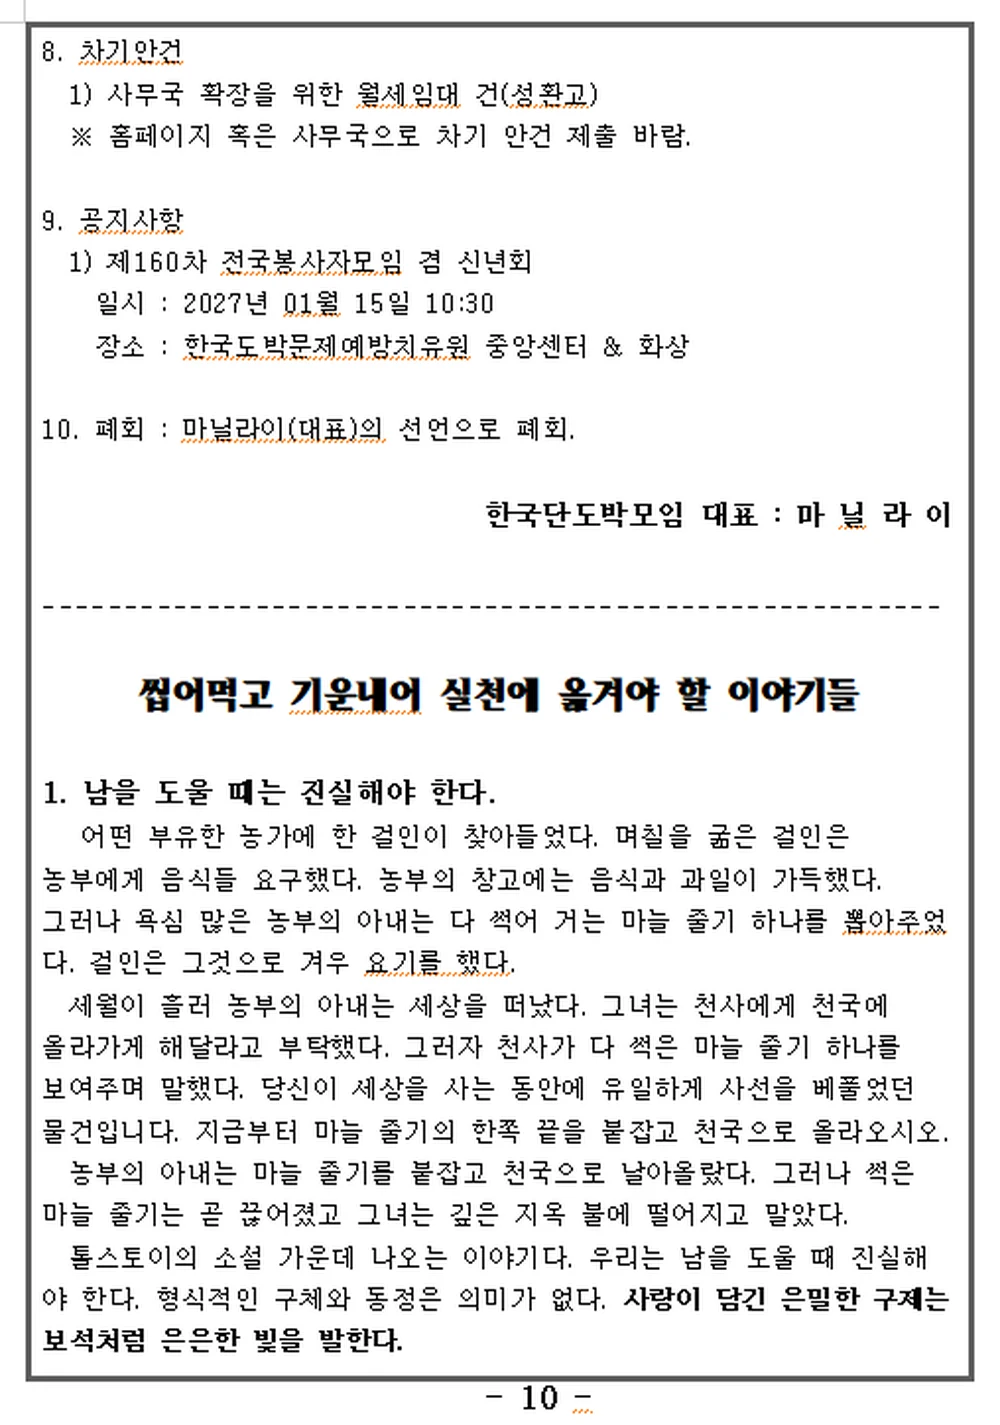 8. 차기안건
1) 사무국 확장을 위한 월세임대 건(성환고)
※ 홈페이지 혹은 사무국으로 차기 안건 제출 바람.
9. 공지사항
1) 제160차 전국봉사자모임 겸 신년회
일시 : 2027년 01월 15일 10:30
장소 : 한국도박문제예방치유원 중앙센터 & 화상
10. 폐회 : 마닐라이(대표)의 선언으로 폐회.
한국단도박모임 대표 : 마 닐 라 이
-------------------------------------------------------
씹어먹고 기운내어 실천에 옮겨야 할 이야기들
1. 남을 도울 때는 진실해야 한다.
어떤 부유한 농가에 한 걸인이 찾아들었다. 며칠을 굶은 걸인은
농부에게 음식들 요구했다. 농부의 창고에는 음식과 과일이 가득했다.
그러나 욕심 많은 농부의 아내는 다 썩어 거는 마늘 줄기 하나를 뽑아주었
다. 걸인은 그것으로 겨우 요기를 했다.
세월이 흘러 농부의 아내는 세상을 떠났다. 그녀는 천사에게 천국에
올라가게 해달라고 부탁했다. 그러자 천사가 다 썩은 마늘 줄기 하나를
보여주며 말했다. 당신이 세상을 사는 동안에 유일하게 사선을 베풀었던
물건입니다. 지금부터 마늘 줄기의 한쪽 끝을 붙잡고 천국으로 올라오시오.
농부의 아내는 마늘 줄기를 붙잡고 천국으로 날아올랐다. 그러나 썩은
마늘 줄기는 곧 끊어졌고 그녀는 깊은 지옥 불에 떨어지고 말았다.
톨스토이의 소설 가운데 나오는 이야기다. 우리는 남을 도울 때 진실해
야 한다. 형식적인 구체와 동정은 의미가 없다. 사랑이 담긴 은밀한 구제는
보석처럼 은은한 빛을 발한다.
- 10 -